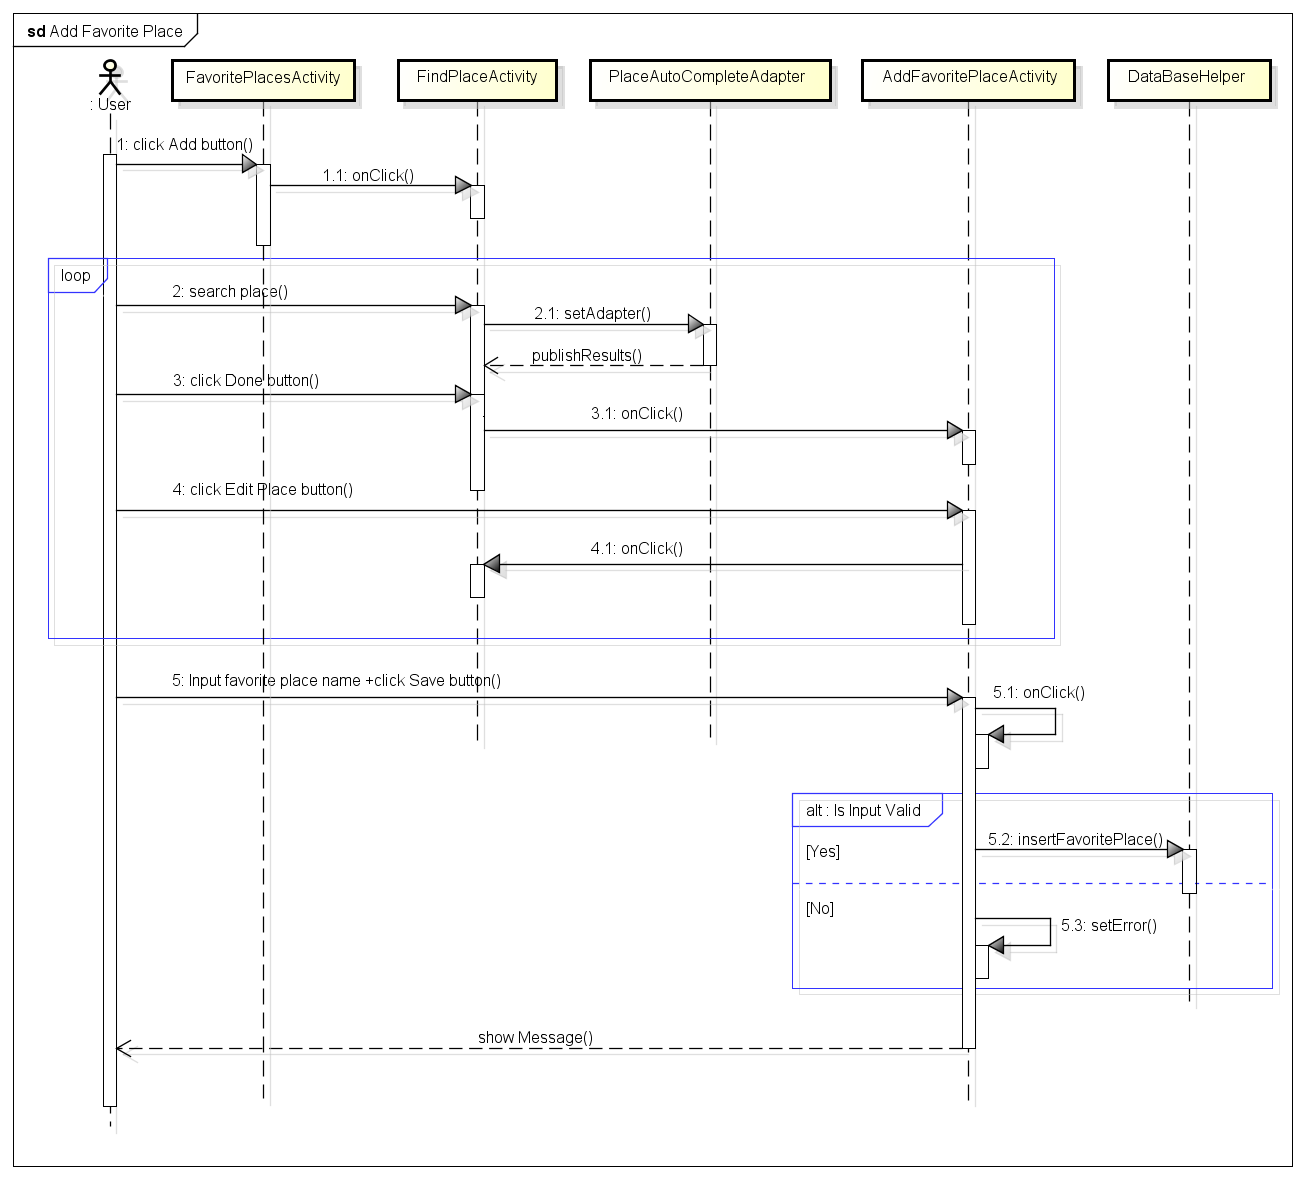 sd Add Favorite Place
: User
FavoritePlacesActivity
FindPlaceActivity
PlaceAutoCompleteAdapter
AddFavoritePlaceActivity
DataBaseHelper
1: click Add button()
1.1: onClick()
loop
2: search place()
2.1: setAdapter()
publishResults()
3: click Done button()
3.1: onClick()
4: click Edit Place button()
4.1: onClick()
5: Input favorite place name +click Save button()
5.1: onClick()
alt : Is Input Valid
5.2: insertFavoritePlace()
[Yes]
[No]
5.3: setError()
show Message()